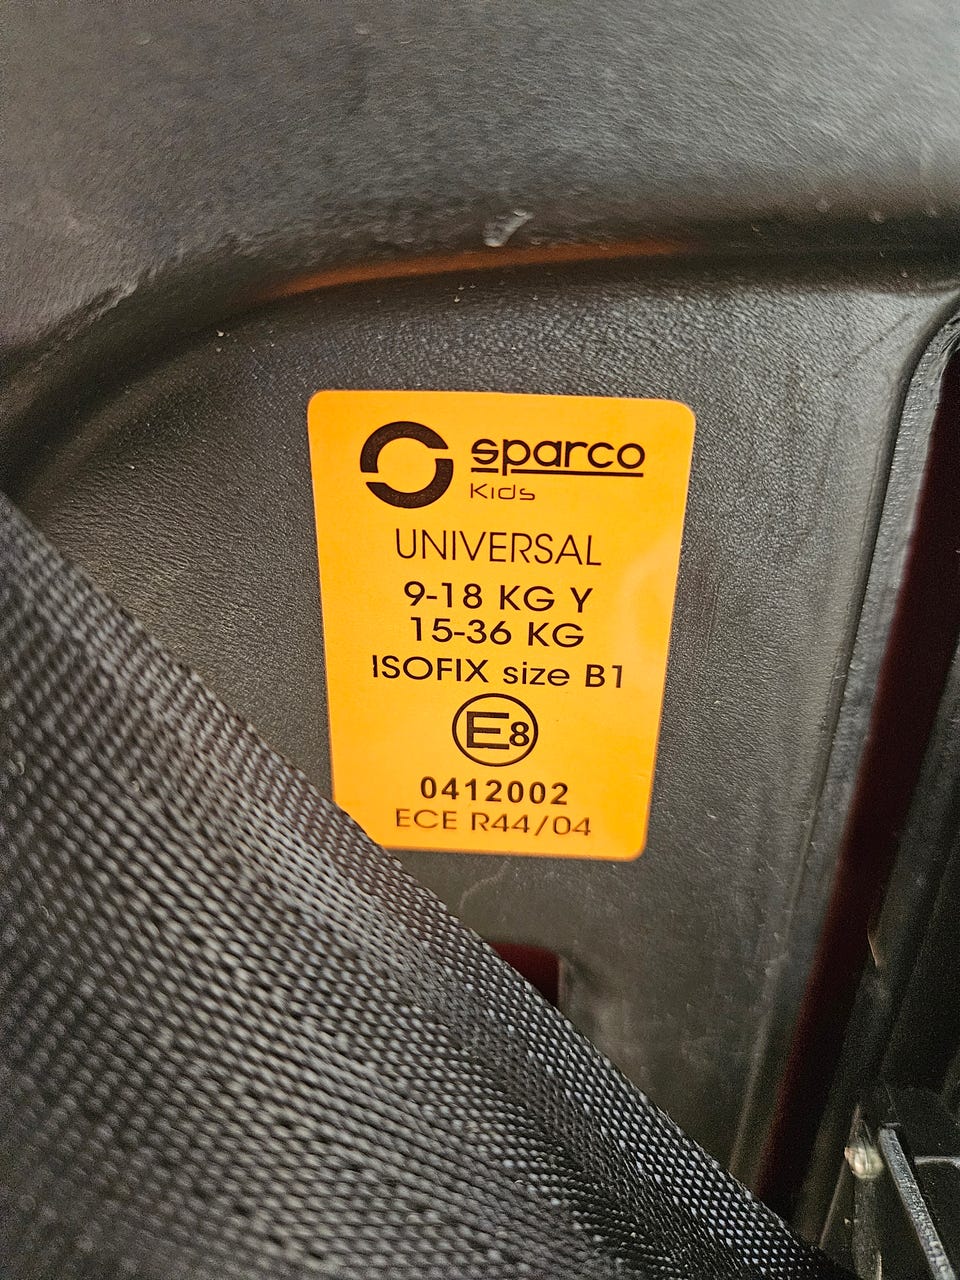 sparco
Kids
UNIVERSAL
9-18 KG Y
15-36 KG
ISOFIX size B1
E8
0412002
ECE R44/04